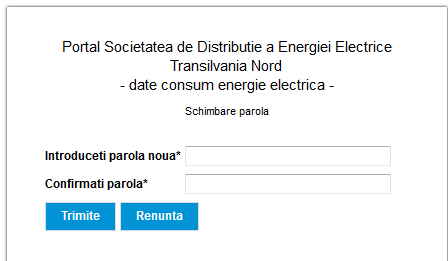 Portal Societatea de Distributie a Energiei Electrice
Transilvania Nord
- date consum energie electrica -
Schimbare parola
Introduceti parola noua*
Confirmati parola*
Trimite Renunta